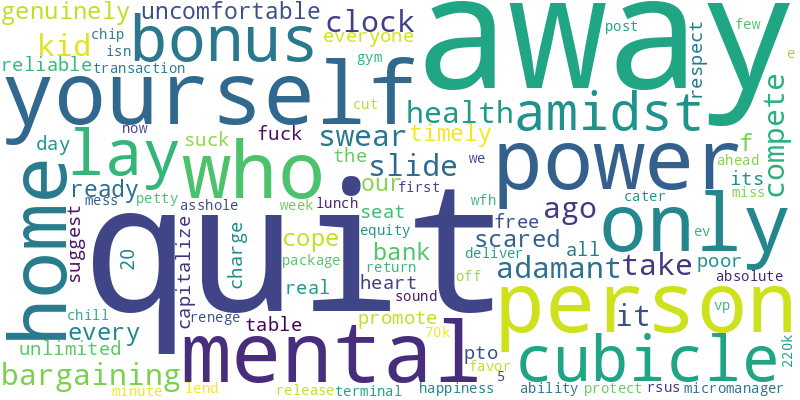 genuinely
uncomfortable
clock
away
kid
chip
isn
bonus
everyone
post
few
e
reliable
transaction
gym
respect
yourself
cut
health
amidst
compete
now
fuck
swear
timely
day
lay
suck
who
the
slide
we
power
f
ahead
its
miss
home
ready
mess
petty
asshole
week
lunch
our
first
wfh
ago
only
cater
suggest
quit
seat
free
equity
scared
all
ev
20
capitalize
charge
cope
bank
deliver
poor
package
return
off
adamant
take
absolute
real
heart
person
chill
renege
sound
it
vp
every
table
promote
70k
unlimited
mental
pto
favor
cubicle
220k
bargaining
5
minute
lend
release
terminal
happiness
ability
protect
rsus
micromanager